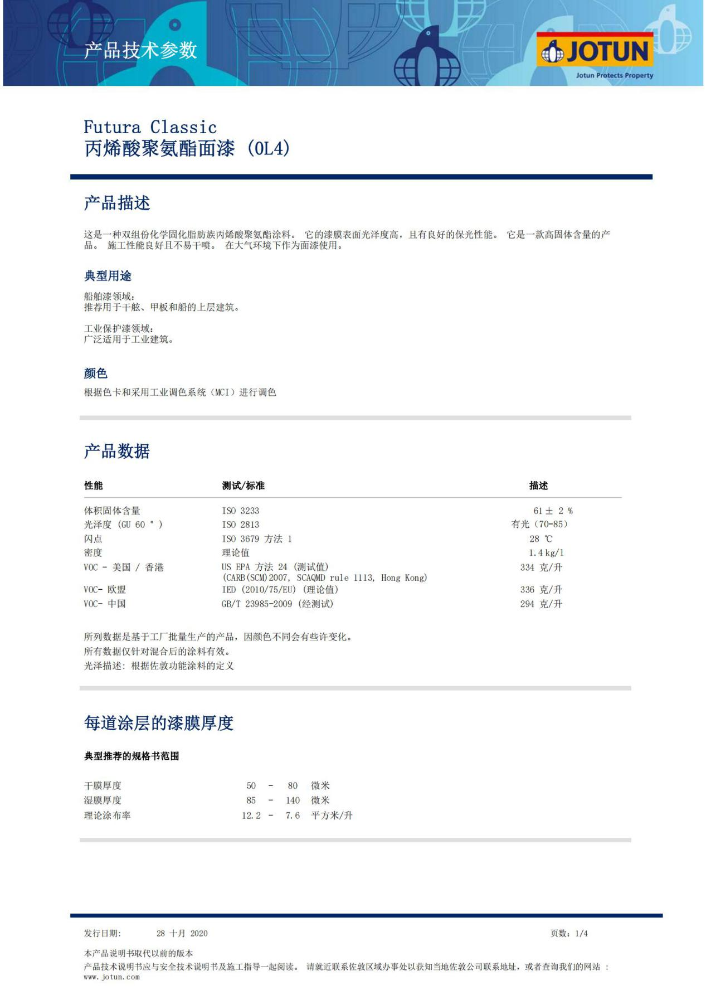 产品技术参数
JOTUN
Jotun Protects Property
Futura Classic
丙烯酸聚氨酯面漆 (0L4)
产品描述
这是一种双组份化学固化脂肪族丙烯酸聚氨酯涂料。 它的漆膜表面光泽度高，且有良好的保光性能。 它是一款高固体含量的产
品。 施工性能良好且不易干喷。 在大气环境下作为面漆使用。
典型用途
船舶漆领域：
推荐用于干舷、甲板和船的上层建筑。
工业保护漆领域：
广泛适用于工业建筑。
颜色
根据色卡和采用工业调色系统（MCI）进行调色
产品数据
性能 测试/标准 描述
体积固体含量 ISO 3233 61± 2 %
光泽度 (GU 60 °) ISO 2813 有光（70-85）
闪点 ISO 3679 方法 1 28 ℃
密度 理论值 1.4 kg/l
VOC - 美国 / 香港 US EPA 方法 24 (测试值) 334 克/升
(CARB(SCM)2007, SCAQMD rule 1113, Hong Kong)
VOC- 欧盟 IED (2010/75/EU) (理论值) 336 克/升
VOC- 中国 GB/T 23985-2009 (经测试) 294 克/升
所列数据是基于工厂批量生产的产品，因颜色不同会有些许变化。
所有数据仅针对混合后的涂料有效。
光泽描述: 根据佐敦功能涂料的定义
每道涂层的漆膜厚度
典型推荐的规格书范围
干膜厚度 50 - 80 微米
湿膜厚度 85 - 140 微米
理论涂布率 12.2 - 7.6 平方米/升
发行日期: 28 十月 2020 页数: 1/4
本产品说明书取代以前的版本
产品技术说明书应与安全技术说明书及施工指导一起阅读。 请就近联系佐敦区域办事处以获知当地佐敦公司联系地址，或者查询我们的网站 :
www.jotun.com